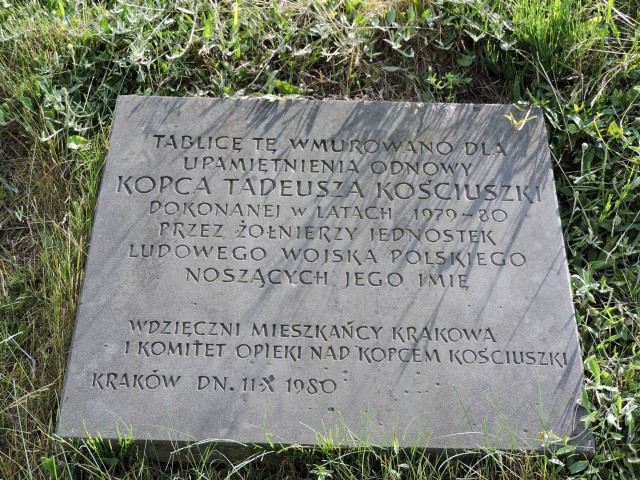 TABLICĘ TĘ WMUROWANO DLA
UPAMIĘTNIENIA ODNOWY
KOPCA TADEUSZA KOŚCIUSZKI
DOKONANEJ W LATACH 1979-80
PRZEZ ŻOŁNIERZY JEDNOSTEK
LUDOWEGO WOJSKA POLSKIEGO
NOSZĄCYCH JEGO IMIĘ
WDZIĘCZNI MIESZKAŃCY KRAKOWA
I KOMITET OPIEKI NAD KOPCEM KOŚCIUSZKI
KRAKÓW DN. 11·X 1980